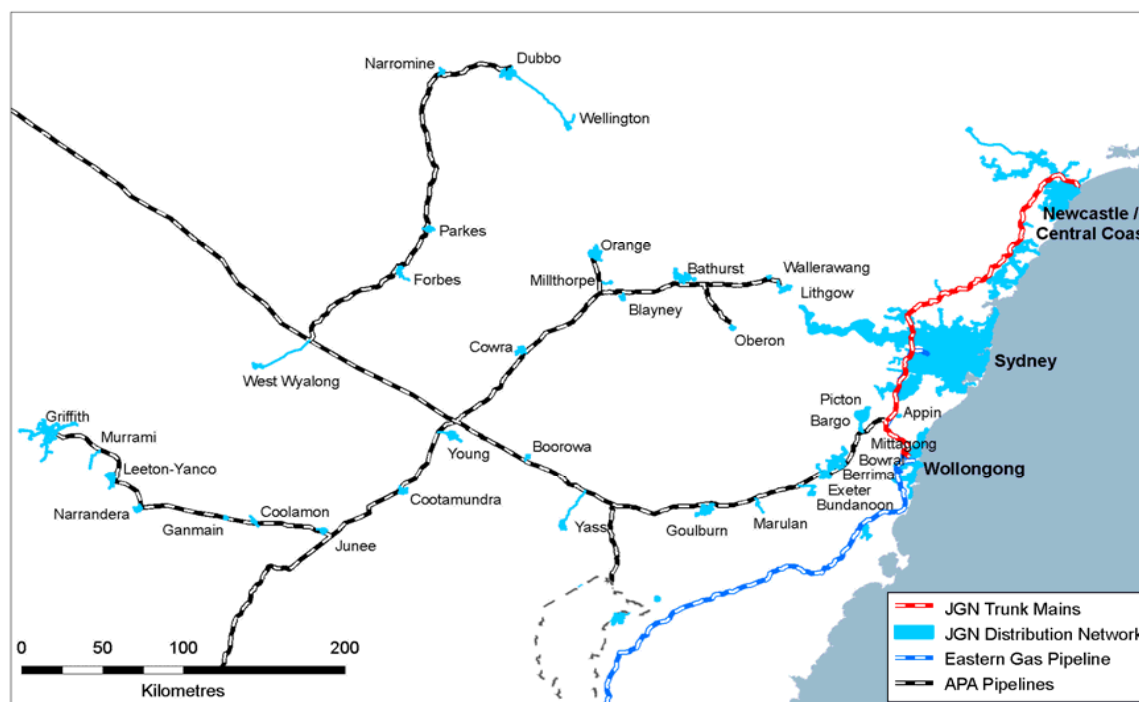 Narromine
Dubbo
Wellington
Parkes
Forbes
West Wyalong
Orange
Millthorpe
Bathurst
Wallerawang
Lithgow
Blayney
Oberon
Cowra
Newcastle /
Central Coas
Sydney
Griffith
Murrami
Leeton-Yanco
Narrandera
Ganmain
Coolamon
Junee
Cootamundra
Young
Boorowa
Yass
Goulburn
Marulan
Picton
Bargo
Appin
Mittagong
Bowral
Berrima
Exeter
Bundanoon
Wollongong
0 50 100 200
Kilometres
JGN Trunk Mains
JGN Distribution Network
Eastern Gas Pipeline
APA Pipelines